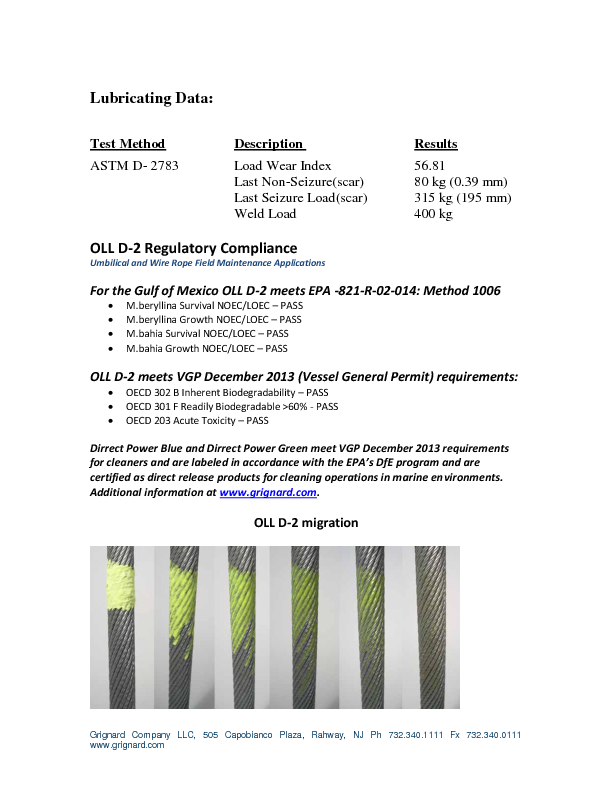 Lubricating Data:
Test Method Description Results
ASTM D- 2783 Load Wear Index 56.81
Last Non-Seizure(scar) 80 kg (0.39 mm)
Last Seizure Load(scar) 315 kg (195 mm)
Weld Load 400 kg
OLL D-2 Regulatory Compliance
Umbilical and Wire Rope Field Maintenance Applications
For the Gulf of Mexico OLL D-2 meets EPA -821-R-02-014: Method 1006
• M.beryllina Survival NOEC/LOEC – PASS
• M.beryllina Growth NOEC/LOEC – PASS
• M.bahia Survival NOEC/LOEC – PASS
• M.bahia Growth NOEC/LOEC – PASS
OLL D-2 meets VGP December 2013 (Vessel General Permit) requirements:
• OECD 302 B Inherent Biodegradability – PASS
• OECD 301 F Readily Biodegradable >60% - PASS
• OECD 203 Acute Toxicity – PASS
Dirrect Power Blue and Dirrect Power Green meet VGP December 2013 requirements
for cleaners and are labeled in accordance with the EPA's DfE program and are
certified as direct release products for cleaning operations in marine environments.
Additional information at www.grignard.com.
OLL D-2 migration
Grignard Company LLC, 505 Capobianco Plaza, Rahway, NJ Ph 732.340.1111 Fx 732.340.0111
www.grignard.com